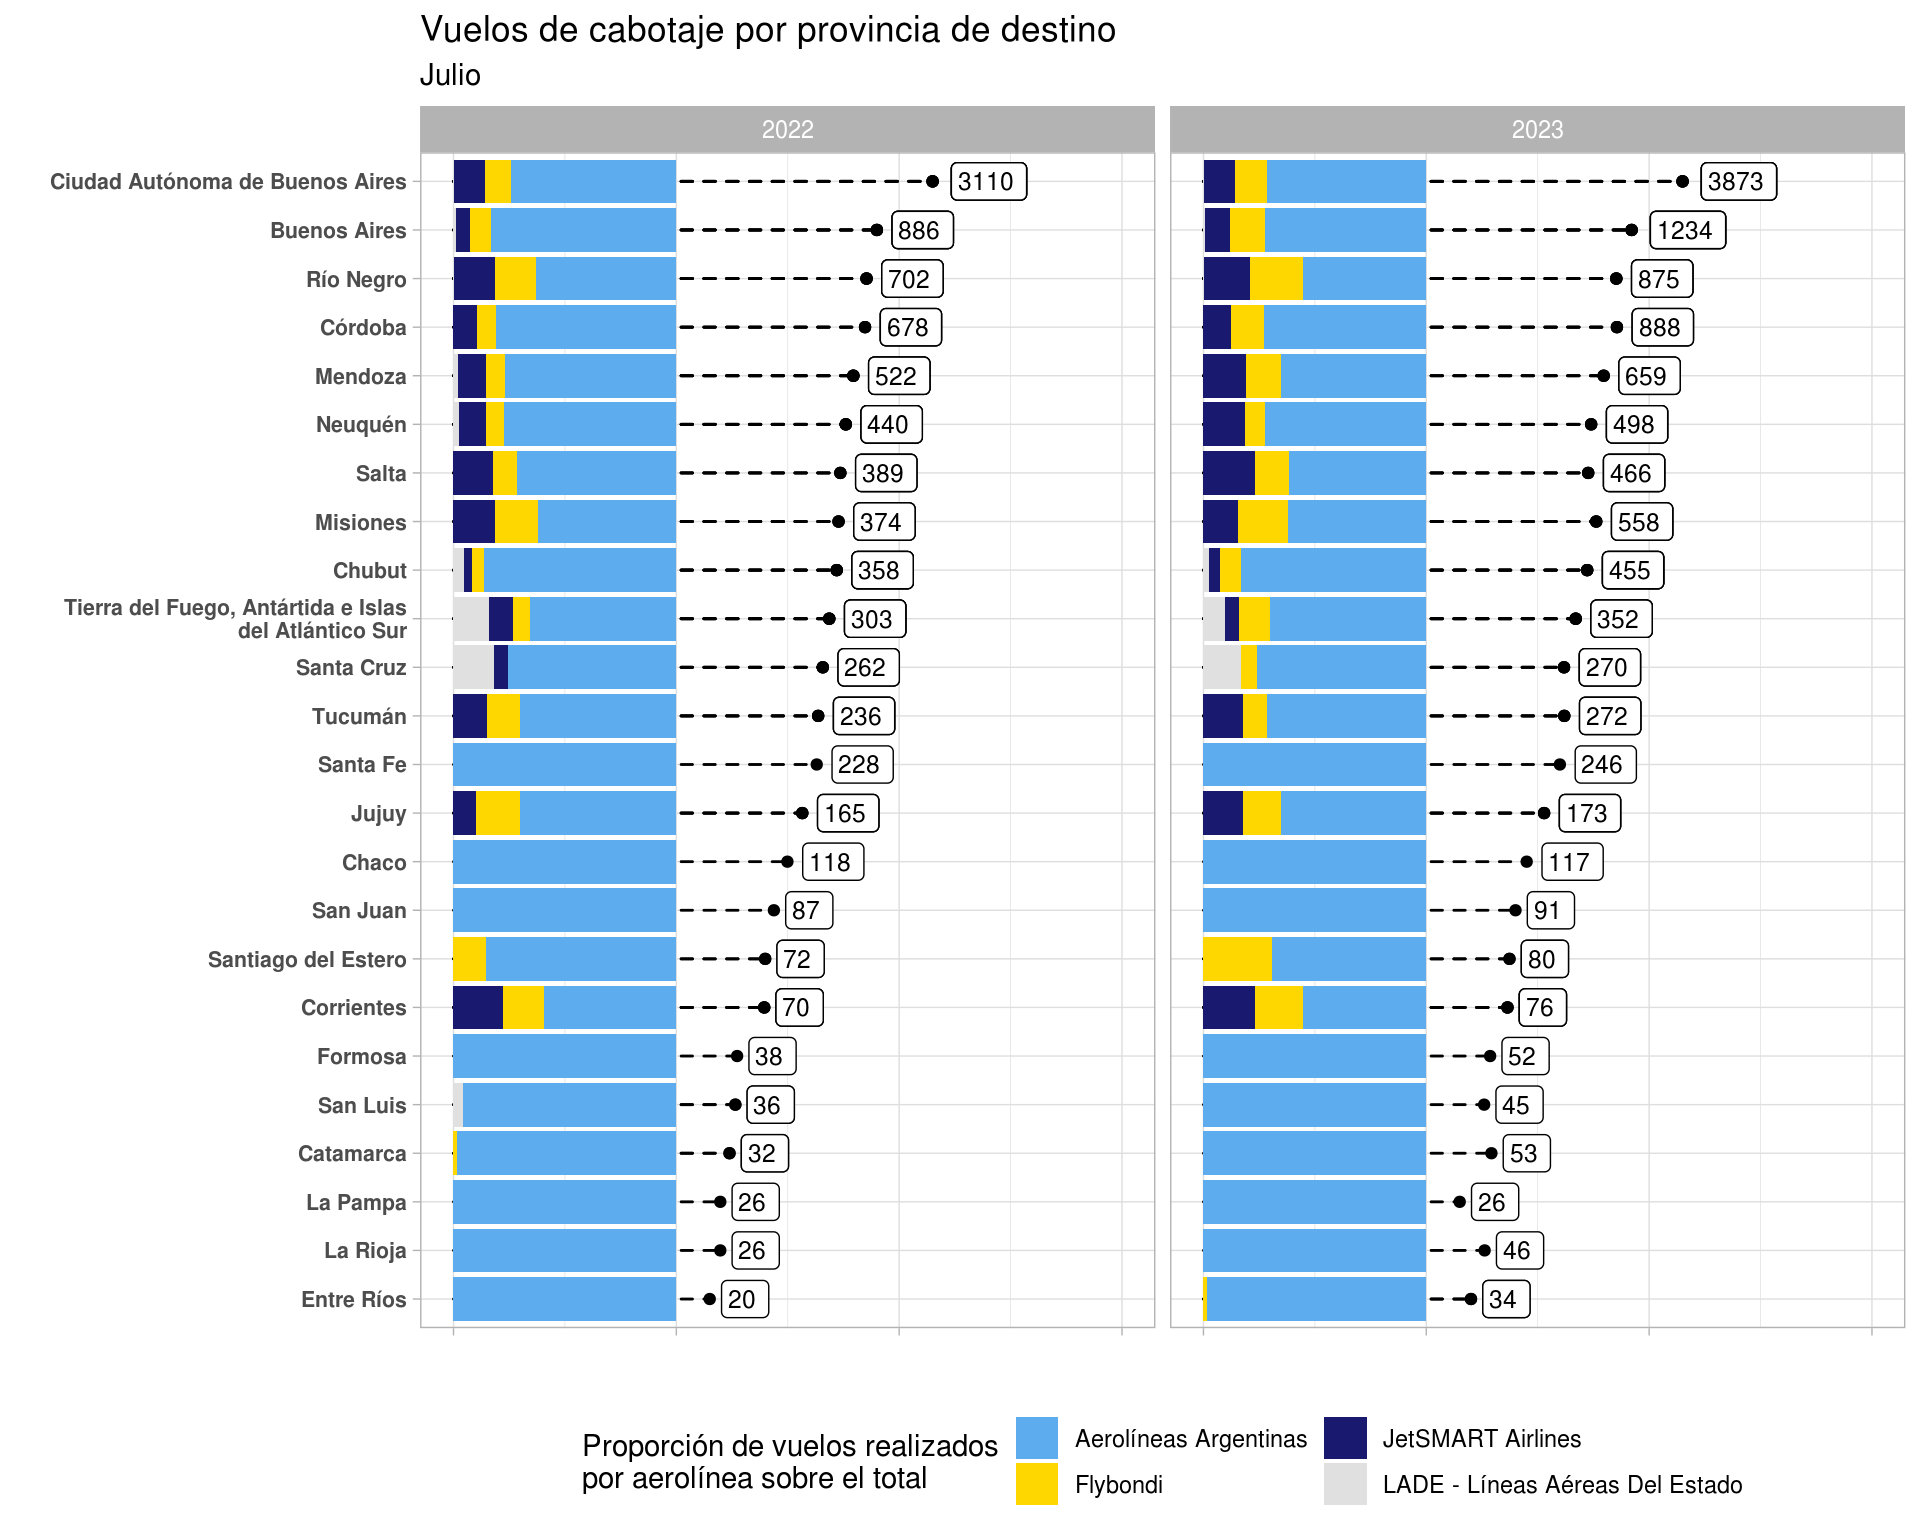 Vuelos de cabotaje por provincia de destino
Julio
2022 2023
Ciudad Autónoma de Buenos Aires 3110 3873
Buenos Aires 886 1234
Río Negro 702 875
Córdoba 678 888
Mendoza 522 659
Neuquén 440 498
Salta 389 466
Misiones 374 558
Chubut 358 455
Tierra del Fuego, Antártida e Islas
del Atlántico Sur 303 352
Santa Cruz 262 270
Tucumán 236 272
Santa Fe 228 246
Jujuy 165 173
Chaco 118 117
San Juan 87 91
Santiago del Estero 72 80
Corrientes 70 76
Formosa 38 52
San Luis 36 45
Catamarca 32 53
La Pampa 26 26
La Rioja 26 46
Entre Ríos 20 34
Proporción de vuelos realizados
por aerolínea sobre el total
Aerolíneas Argentinas
Flybondi
JetSMART Airlines
LADE - Líneas Aéreas Del Estado